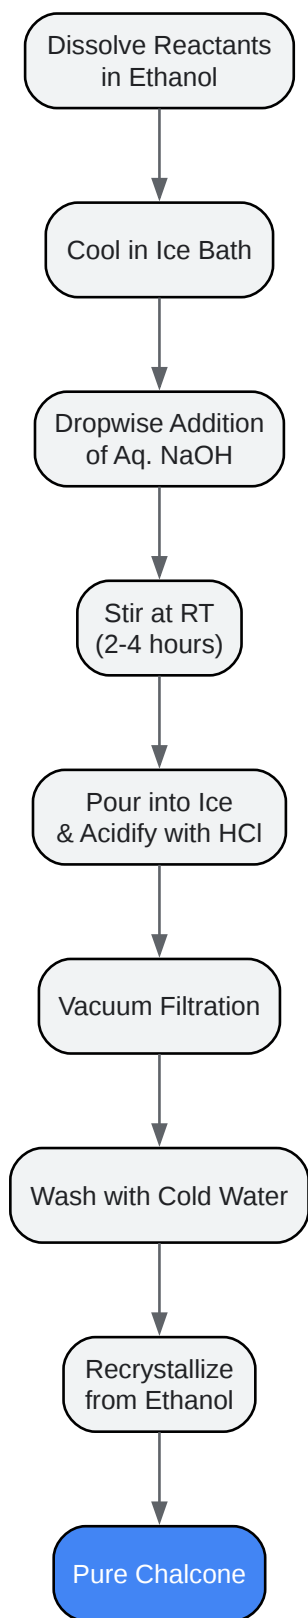 Dissolve Reactants
in Ethanol
Cool in Ice Bath
Dropwise Addition
of Aq. NaOH
Stir at RT
(2-4 hours)
Pour into Ice
& Acidify with HCl
Vacuum Filtration
Wash with Cold Water
Recrystallize
from Ethanol
Pure Chalcone